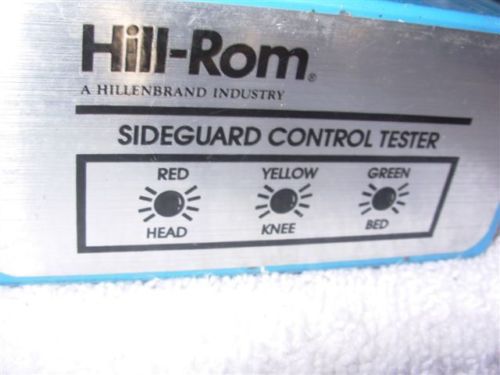 Hill-Rom®
A HILLENBRAND INDUSTRY
SIDEGUARD CONTROL TESTER
RED YELLOW GREEN
HEAD KNEE BED